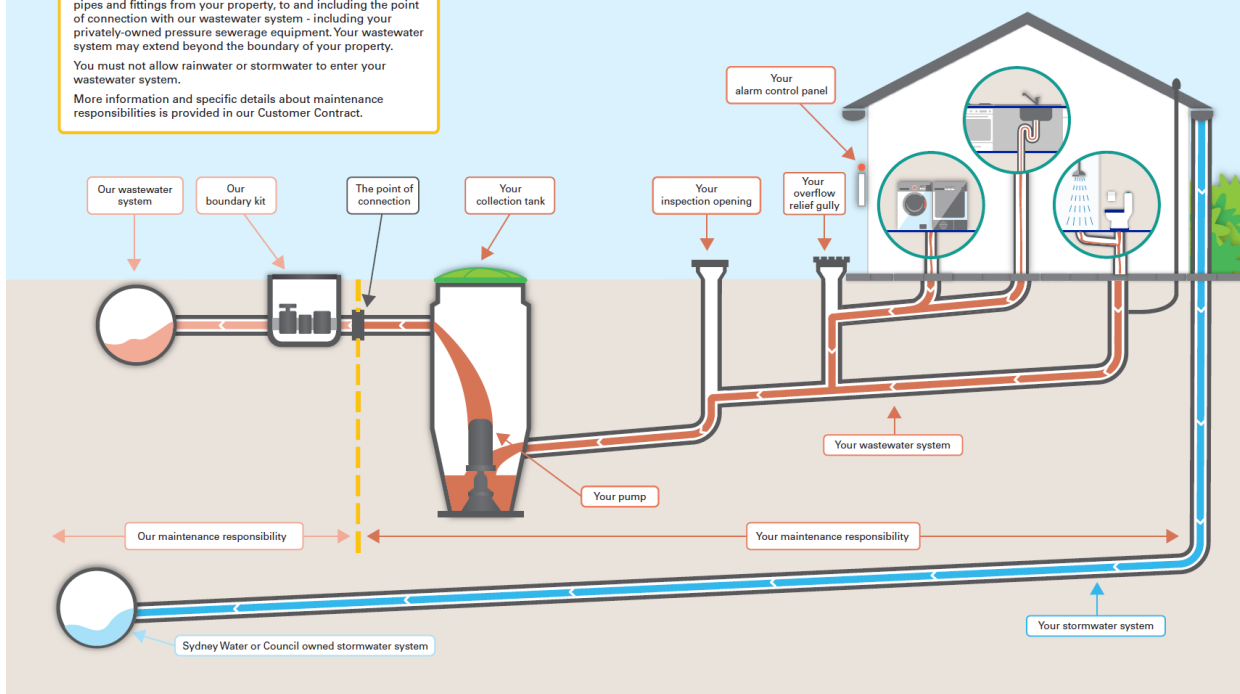 pipes and fittings from your property, to and including the point
of connection with our wastewater system - including your
privately-owned pressure sewerage equipment. Your wastewater
system may extend beyond the boundary of your property.
You must not allow rainwater or stormwater to enter your
wastewater system.
More information and specific details about maintenance
responsibilities is provided in our Customer Contract.
Your
alarm control panel
Our wastewater
system
Our
boundary kit
The point of
connection
Your
collection tank
Your
inspection opening
Your
overflow
relief gully
Your wastewater system
Your pump
Our maintenance responsibility
Your maintenance responsibility
Your stormwater system
Sydney Water or Council owned stormwater system